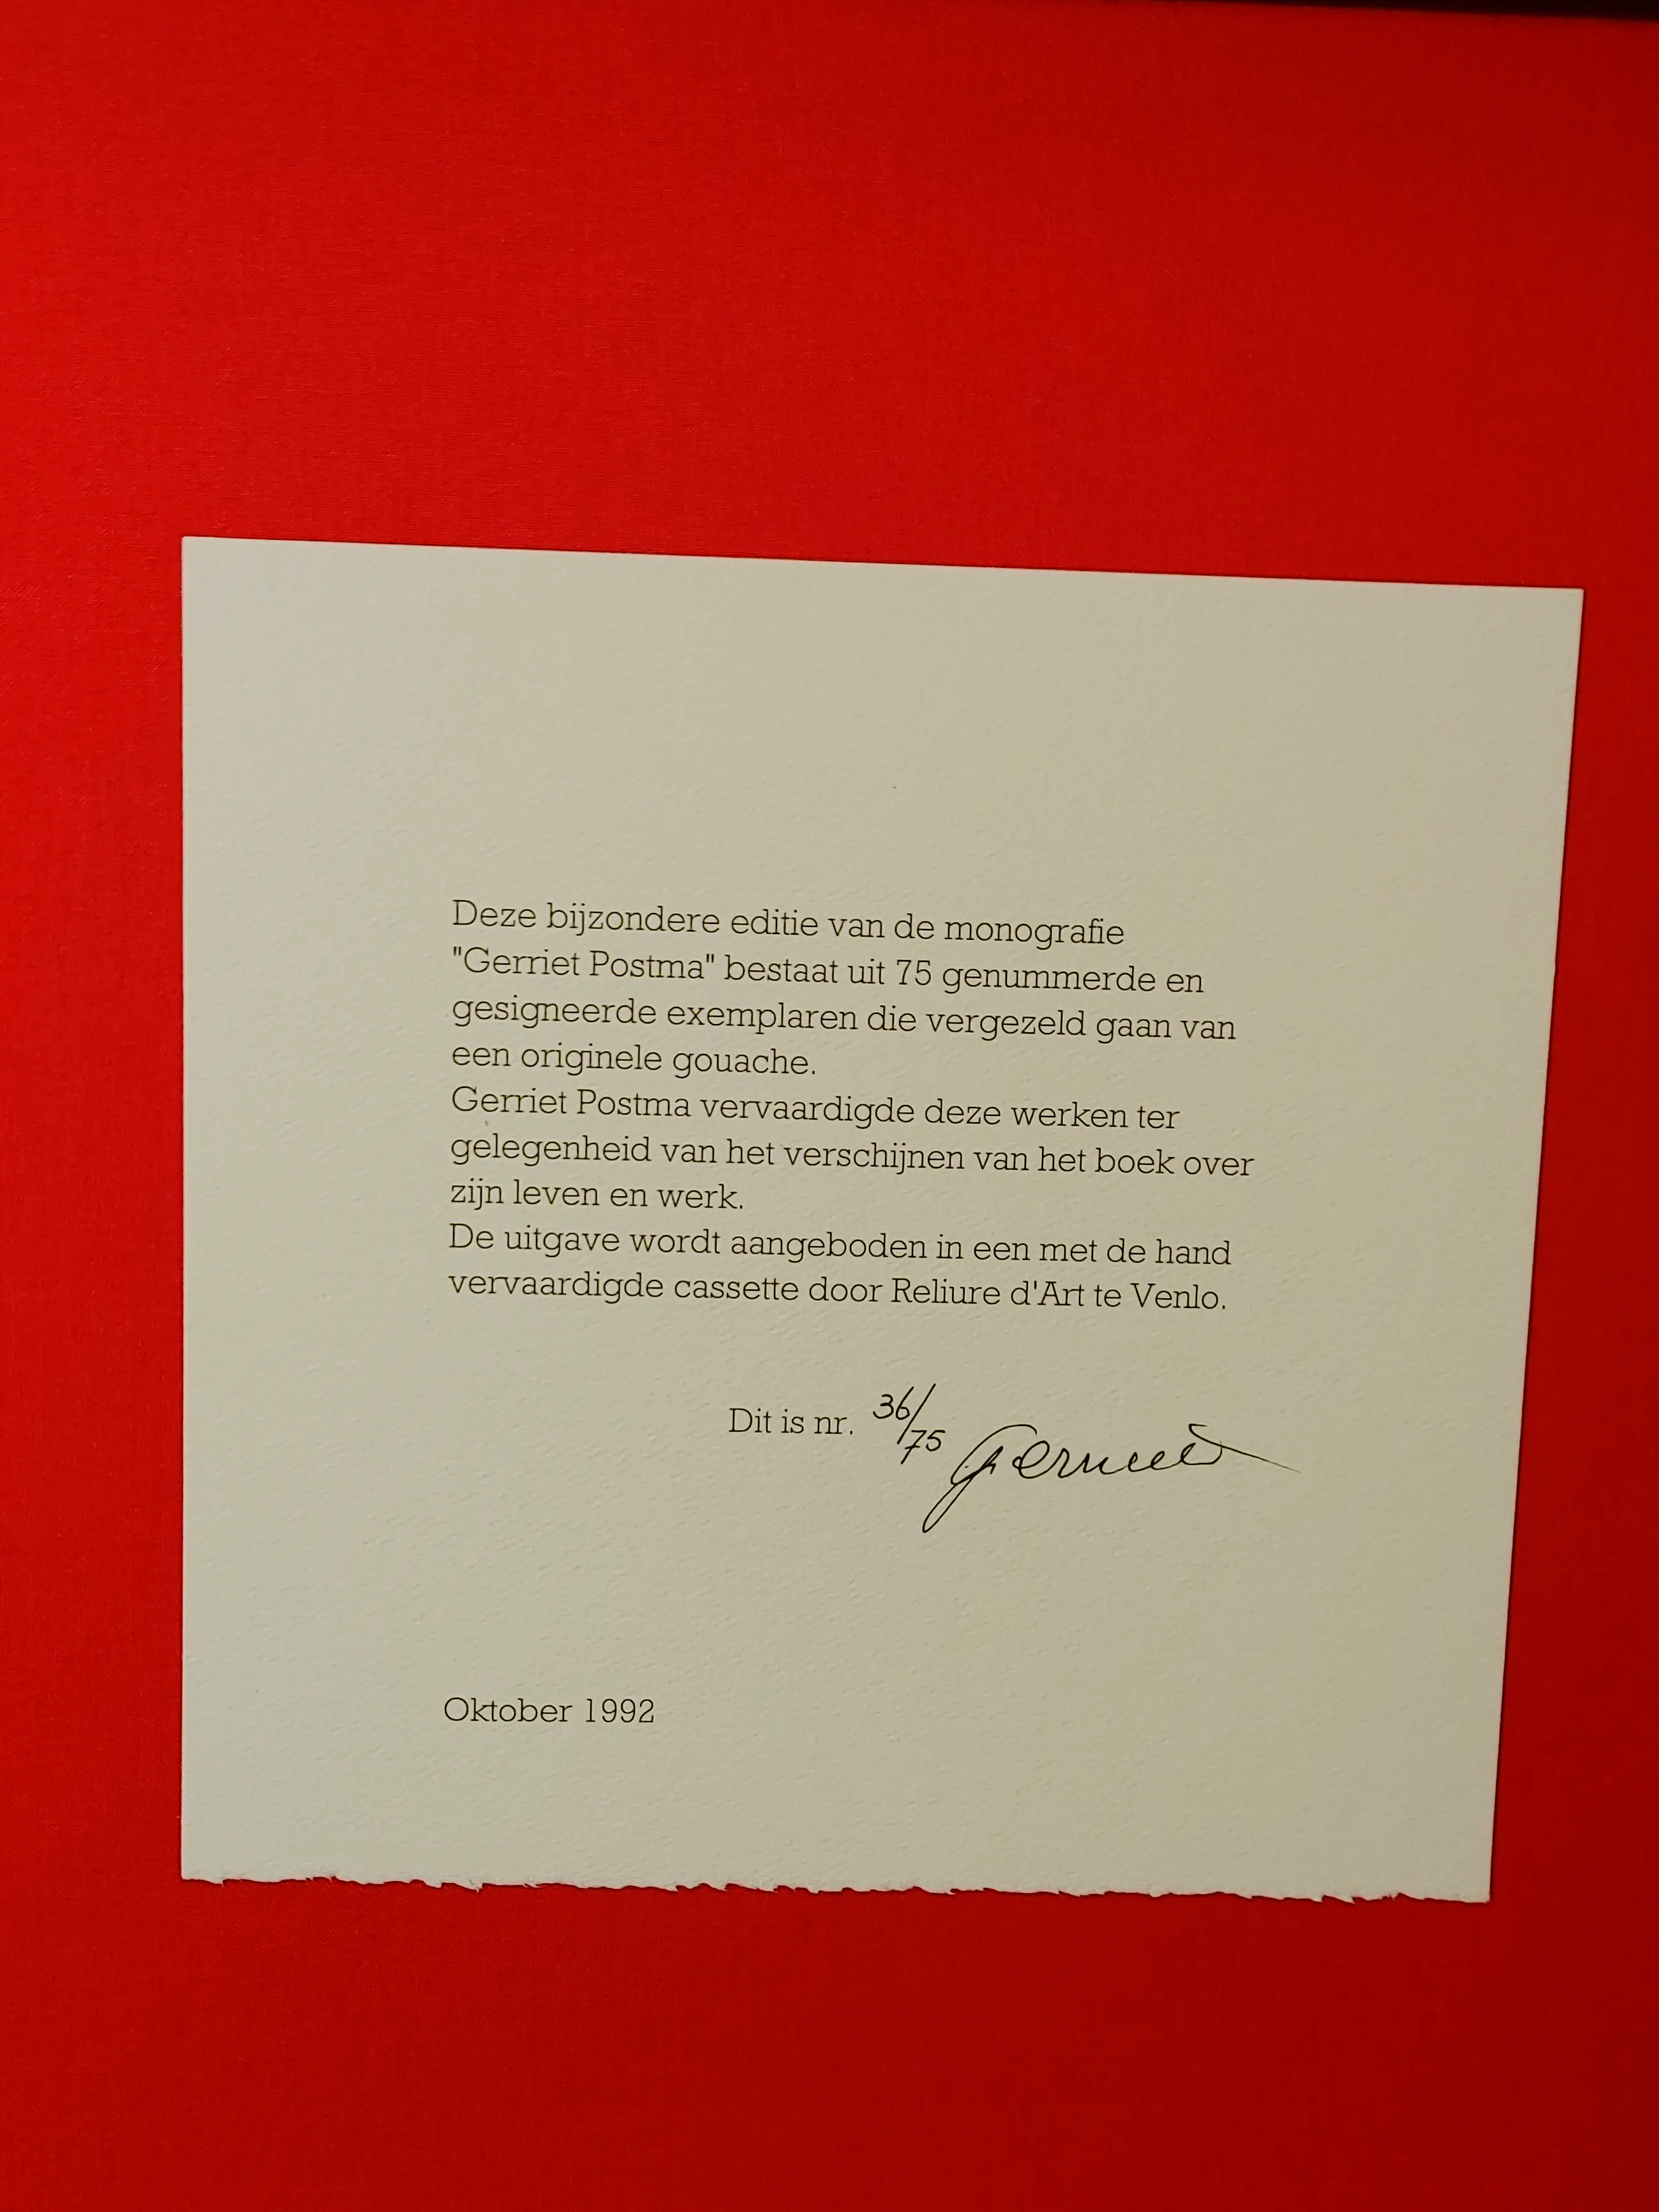 Deze bijzondere editie van de monografie
"Gerriet Postma" bestaat uit 75 genummerde en
gesigneerde exemplaren die vergezeld gaan van
een originele gouache.
Gerriet Postma vervaardigde deze werken ter
gelegenheid van het verschijnen van het boek over
zijn leven en werk.
De uitgave wordt aangeboden in een met de hand
vervaardigde cassette door Reliure d'Art te Venlo.
Dit is nr. 36/75 Gerriet
Oktober 1992